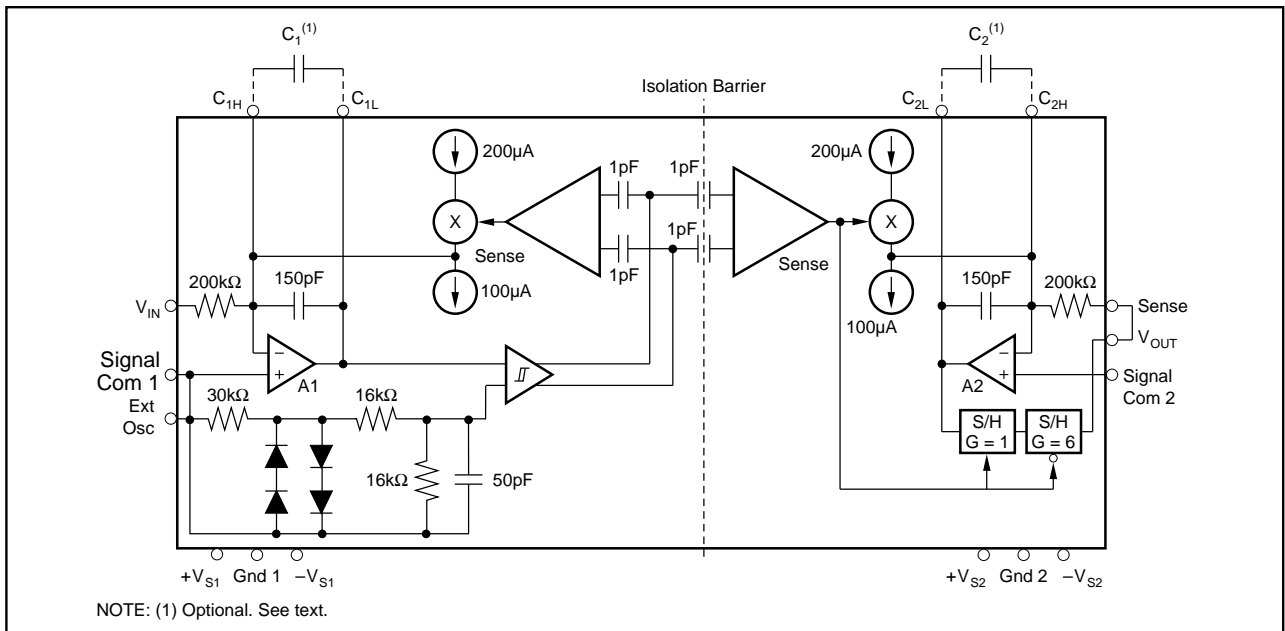 C1(1)
C2(1)
Isolation Barrier
C1H
C1L
C2L
C2H
200µA
1pF
1pF
200µA
X
X
1pF
Sense
1pF
Sense
200kΩ
150pF
100µA
150pF
200kΩ
VIN
Sense
100µA
VOUT
Signal
Com 1
–
+
A1
–
+
A2
Signal
Com 2
Ext
Osc
30kΩ
16kΩ
S/H
G = 1
S/H
G = 6
16kΩ
50pF
+VS1
Gnd 1
–VS1
+VS2
Gnd 2
–VS2
NOTE: (1) Optional. See text.